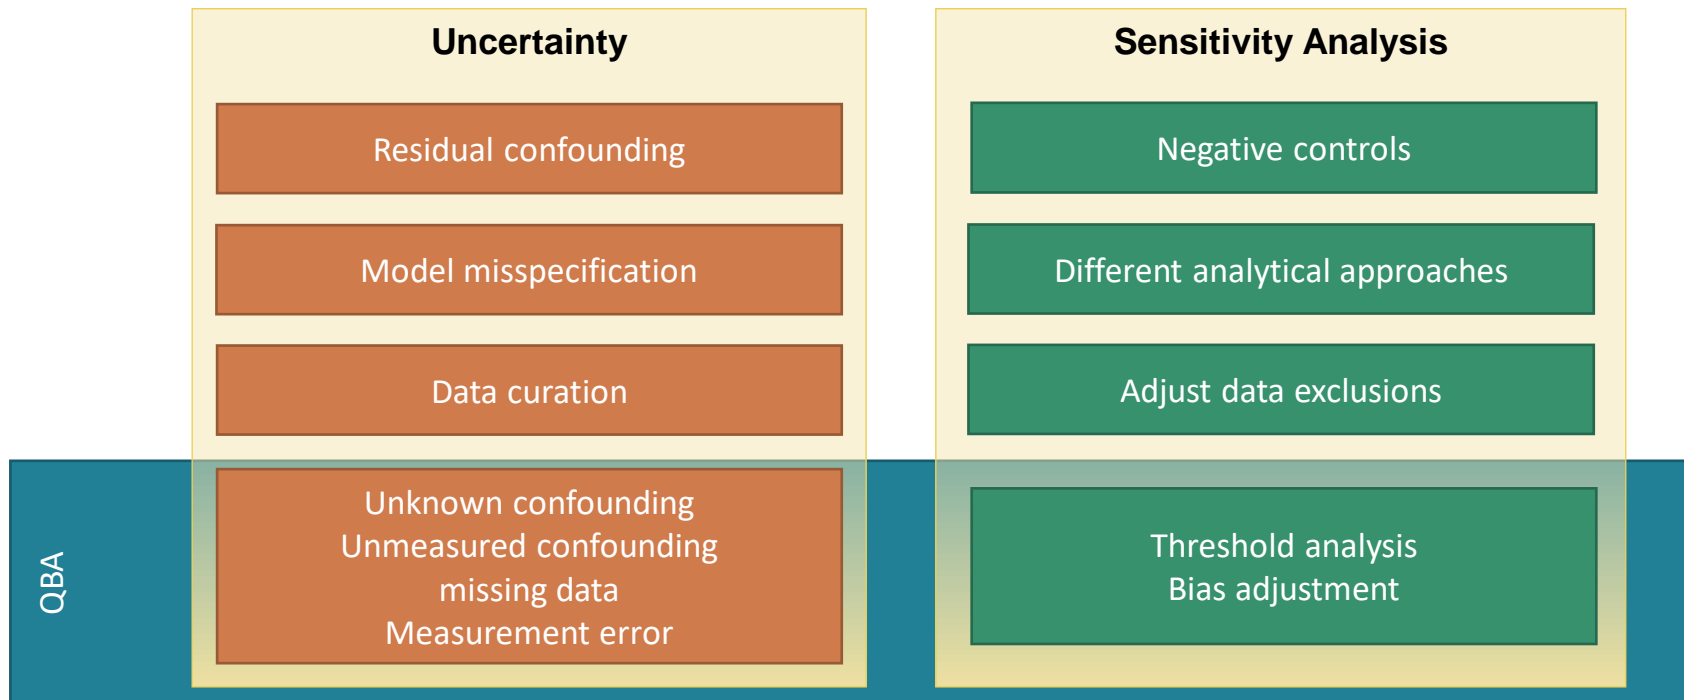 Uncertainty
Residual confounding
Model misspecification
Data curation
Unknown confounding
Unmeasured confounding
missing data
Measurement error
Sensitivity Analysis
Negative controls
Different analytical approaches
Adjust data exclusions
Threshold analysis
Bias adjustment
QBA